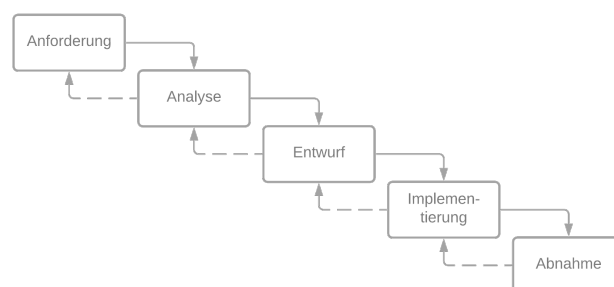 Anforderung
Analyse
Entwurf
Implemen-
tierung
Abnahme